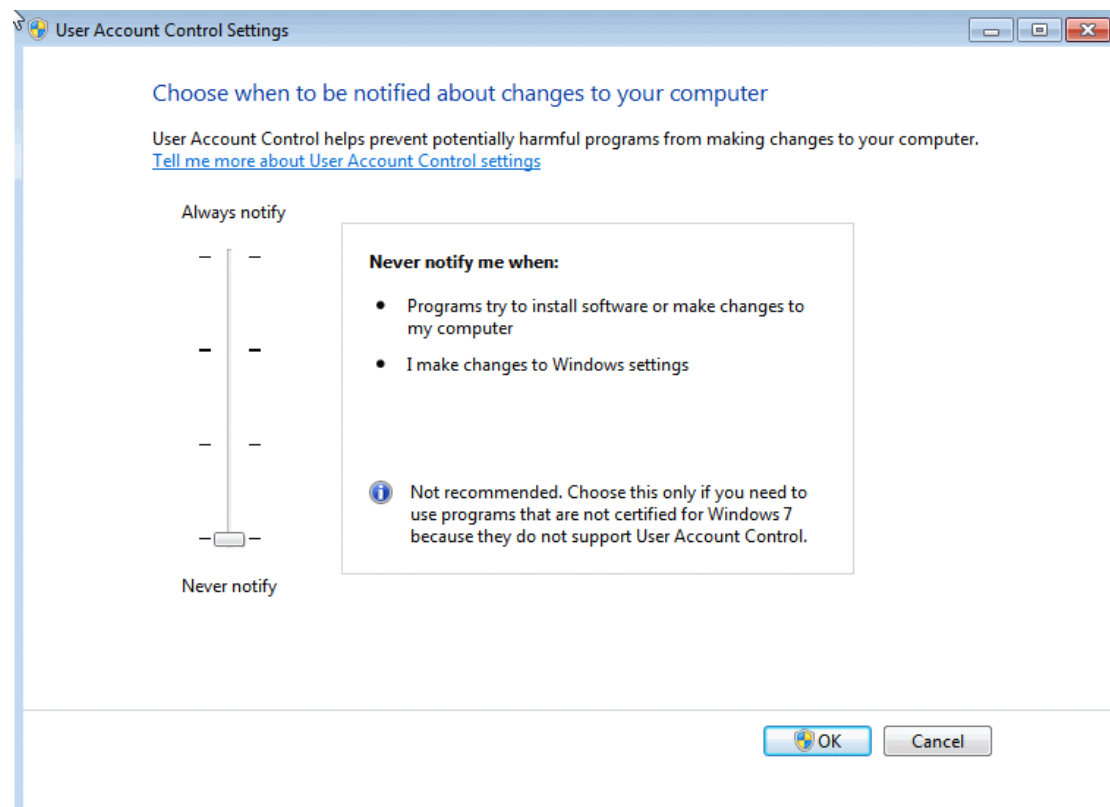 User Account Control Settings
Choose when to be notified about changes to your computer
User Account Control helps prevent potentially harmful programs from making changes to your computer.
Tell me more about User Account Control settings
Always notify
Never notify me when:
• Programs try to install software or make changes to
my computer
• I make changes to Windows settings
Not recommended. Choose this only if you need to
use programs that are not certified for Windows 7
because they do not support User Account Control.
Never notify
OK
Cancel